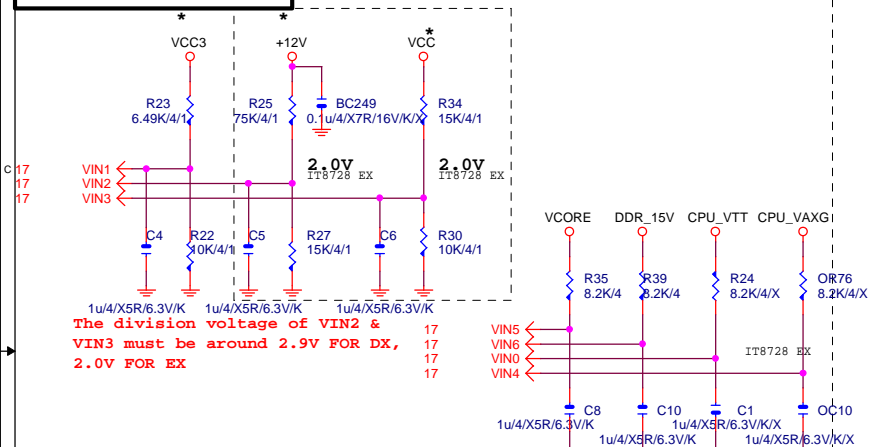 * * *
VCC3 +12V VCC
R23 R25 BC249 R34
6.49K/4/1 75K/4/1 0.1u/4/X7R/16V/K/X 15K/4/1
2.0V 2.0V
C 17 VIN1 IT8728 EX IT8728 EX
17 VIN2
17 VIN3
VCORE DDR_15V CPU_VTT CPU_VAXG
C4 R22 C5 R27 C6 R30
10K/4/1 15K/4/1 10K/4/1
R35 R39 R24 OR76
8.2K/4 8.2K/4 8.2K/4/X 8.2K/4/X
1u/4/X5R/6.3V/K 1u/4/X5R/6.3V/K 1u/4/X5R/6.3V/K
The division voltage of VIN2 &
VIN3 must be around 2.9V FOR DX,
2.0V FOR EX
17 VIN5
17 VIN6
17 VIN0 IT8728 EX
17 VIN4
C8 C10 C1 OC10
1u/4/X5R/6.3V/K 1u/4/X5R/6.3V/K/X
1u/4/X5R/6.3V/K 1u/4/X5R/6.3V/K/X